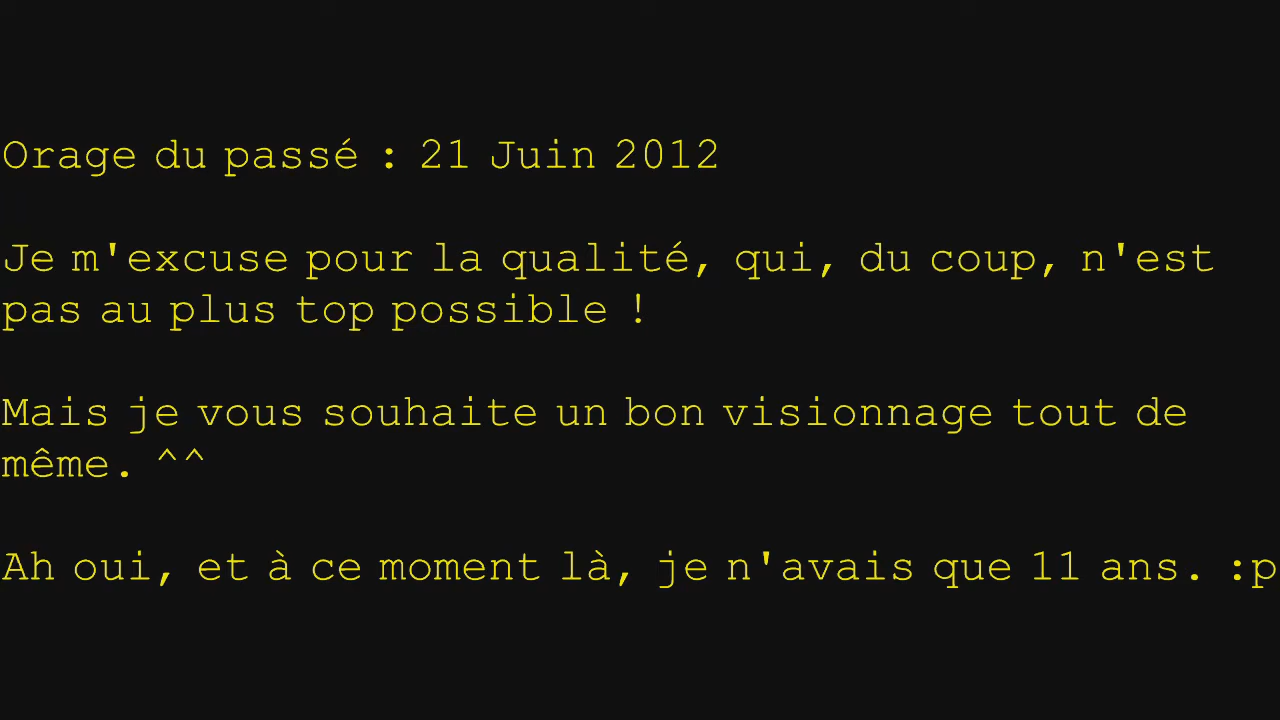 Orage du passé : 21 Juin 2012
Je m'excuse pour la qualité, qui, du coup, n'est
pas au plus top possible !
Mais je vous souhaite un bon visionnage tout de
même. ^^
Ah oui, et à ce moment là, je n'avais que 11 ans. :p